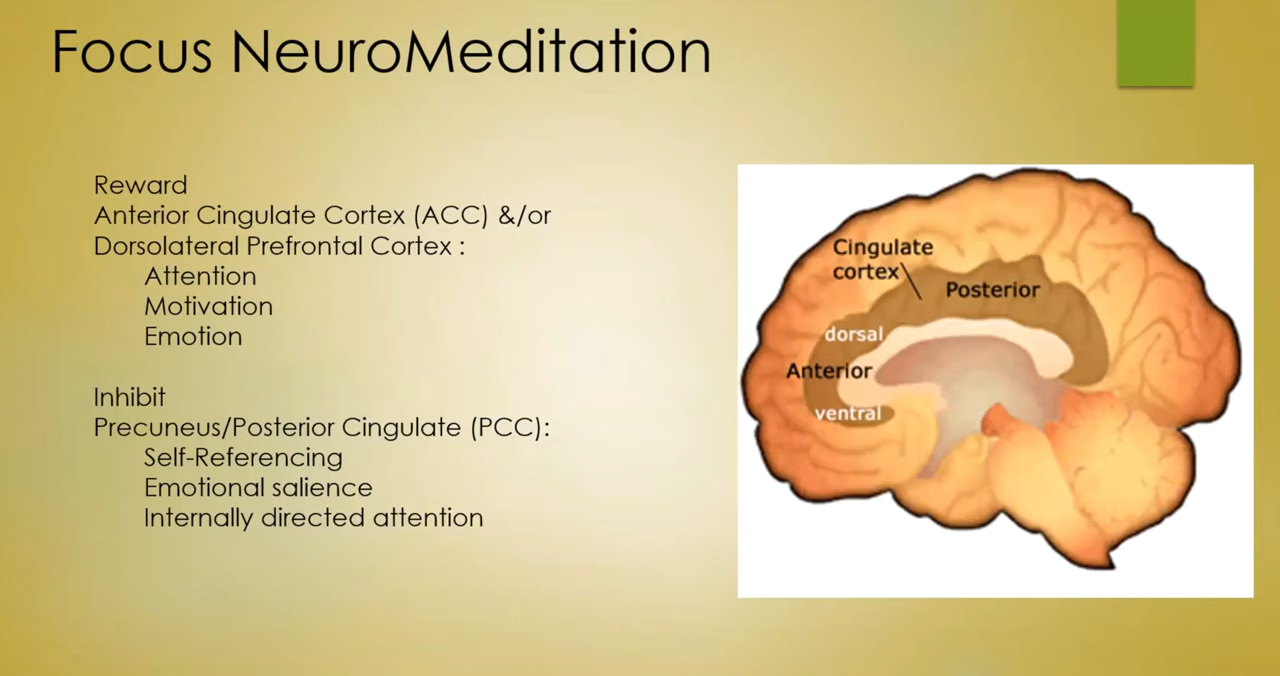 Focus NeuroMeditation
Reward
Anterior Cingulate Cortex (ACC) &/or
Dorsolateral Prefrontal Cortex :
Attention
Motivation
Emotion
Inhibit
Precuneus/Posterior Cingulate (PCC):
Self-Referencing
Emotional salience
Internally directed attention
Cingulate
cortex
Posterior
dorsal
Anterior
ventral